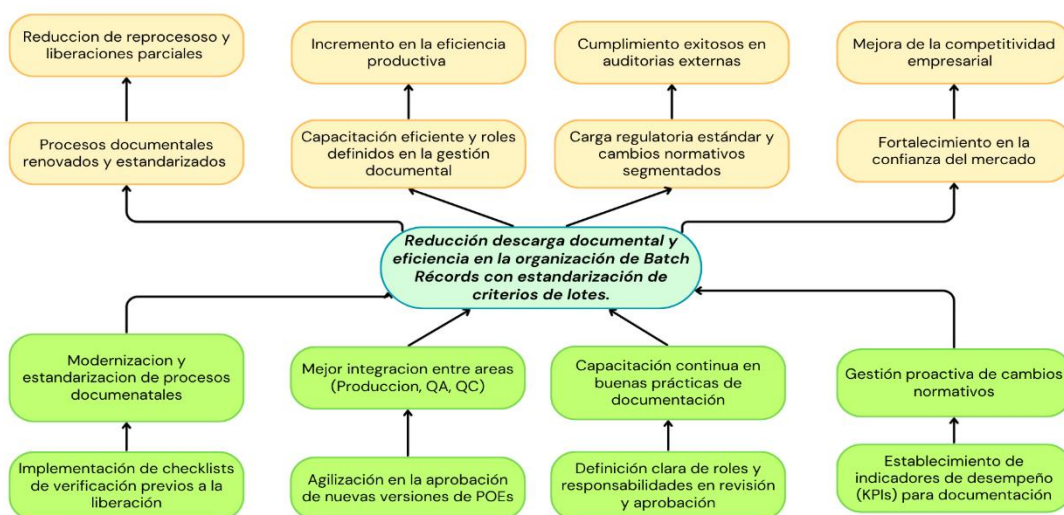 Reduccion de reprocesoso y
liberaciones parciales
Incremento en la eficiencia
productiva
Cumplimiento exitosos en
auditorias externas
Mejora de la competitividad
empresarial
Procesos documentales
renovados y estandarizados
Capacitación eficiente y roles
definidos en la gestión
documental
Carga regulatoria estándar y
cambios normativos
segmentados
Fortalecimiento en la
confianza del mercado
Reducción descarga documental y
eficiencia en la organización de Batch
Récords con estandarización de
criterios de lotes.
Modernizacion y
estandarizacion de procesos
documenatales
Mejor integracion entre areas
(Produccion, QA, QC)
Capacitación continua en
buenas prácticas de
documentación
Gestión proactiva de cambios
normativos
Implementación de checklists
de verificación previos a la
liberación
Agilización en la aprobación
de nuevas versiones de POEs
Definición clara de roles y
responsabilidades en revisión
y aprobación
Establecimiento de
indicadores de desempeño
(KPIs) para documentación